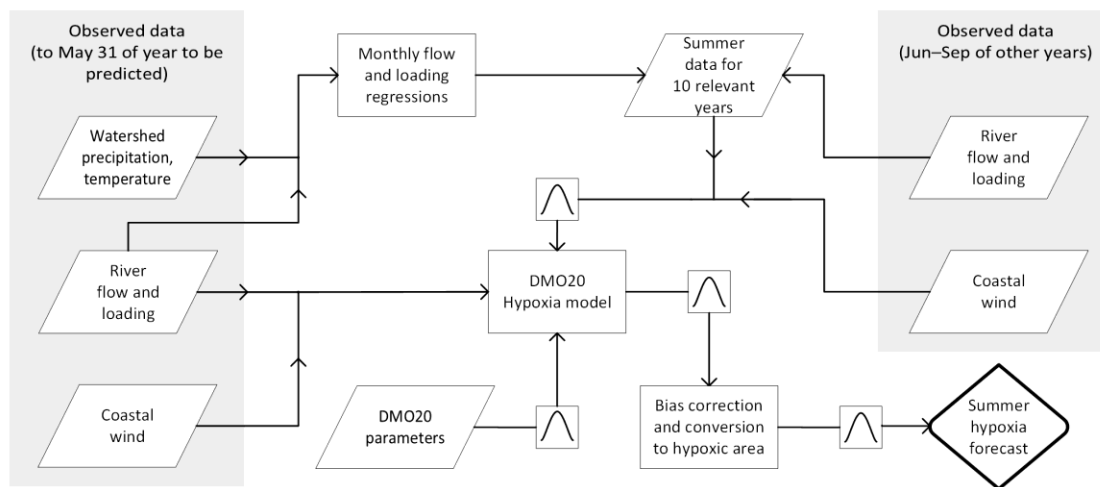 Observed data
(to May 31 of year to be
predicted)
Monthly flow
and loading
regressions
Summer
data for
10 relevant
years
Observed data
(Jun–Sep of other years)
Watershed
precipitation,
temperature
River
flow and
loading
River
flow and
loading
DMO20
Hypoxia model
Coastal
wind
Coastal
wind
DMO20
parameters
Bias correction
and conversion
to hypoxic area
Summer
hypoxia
forecast